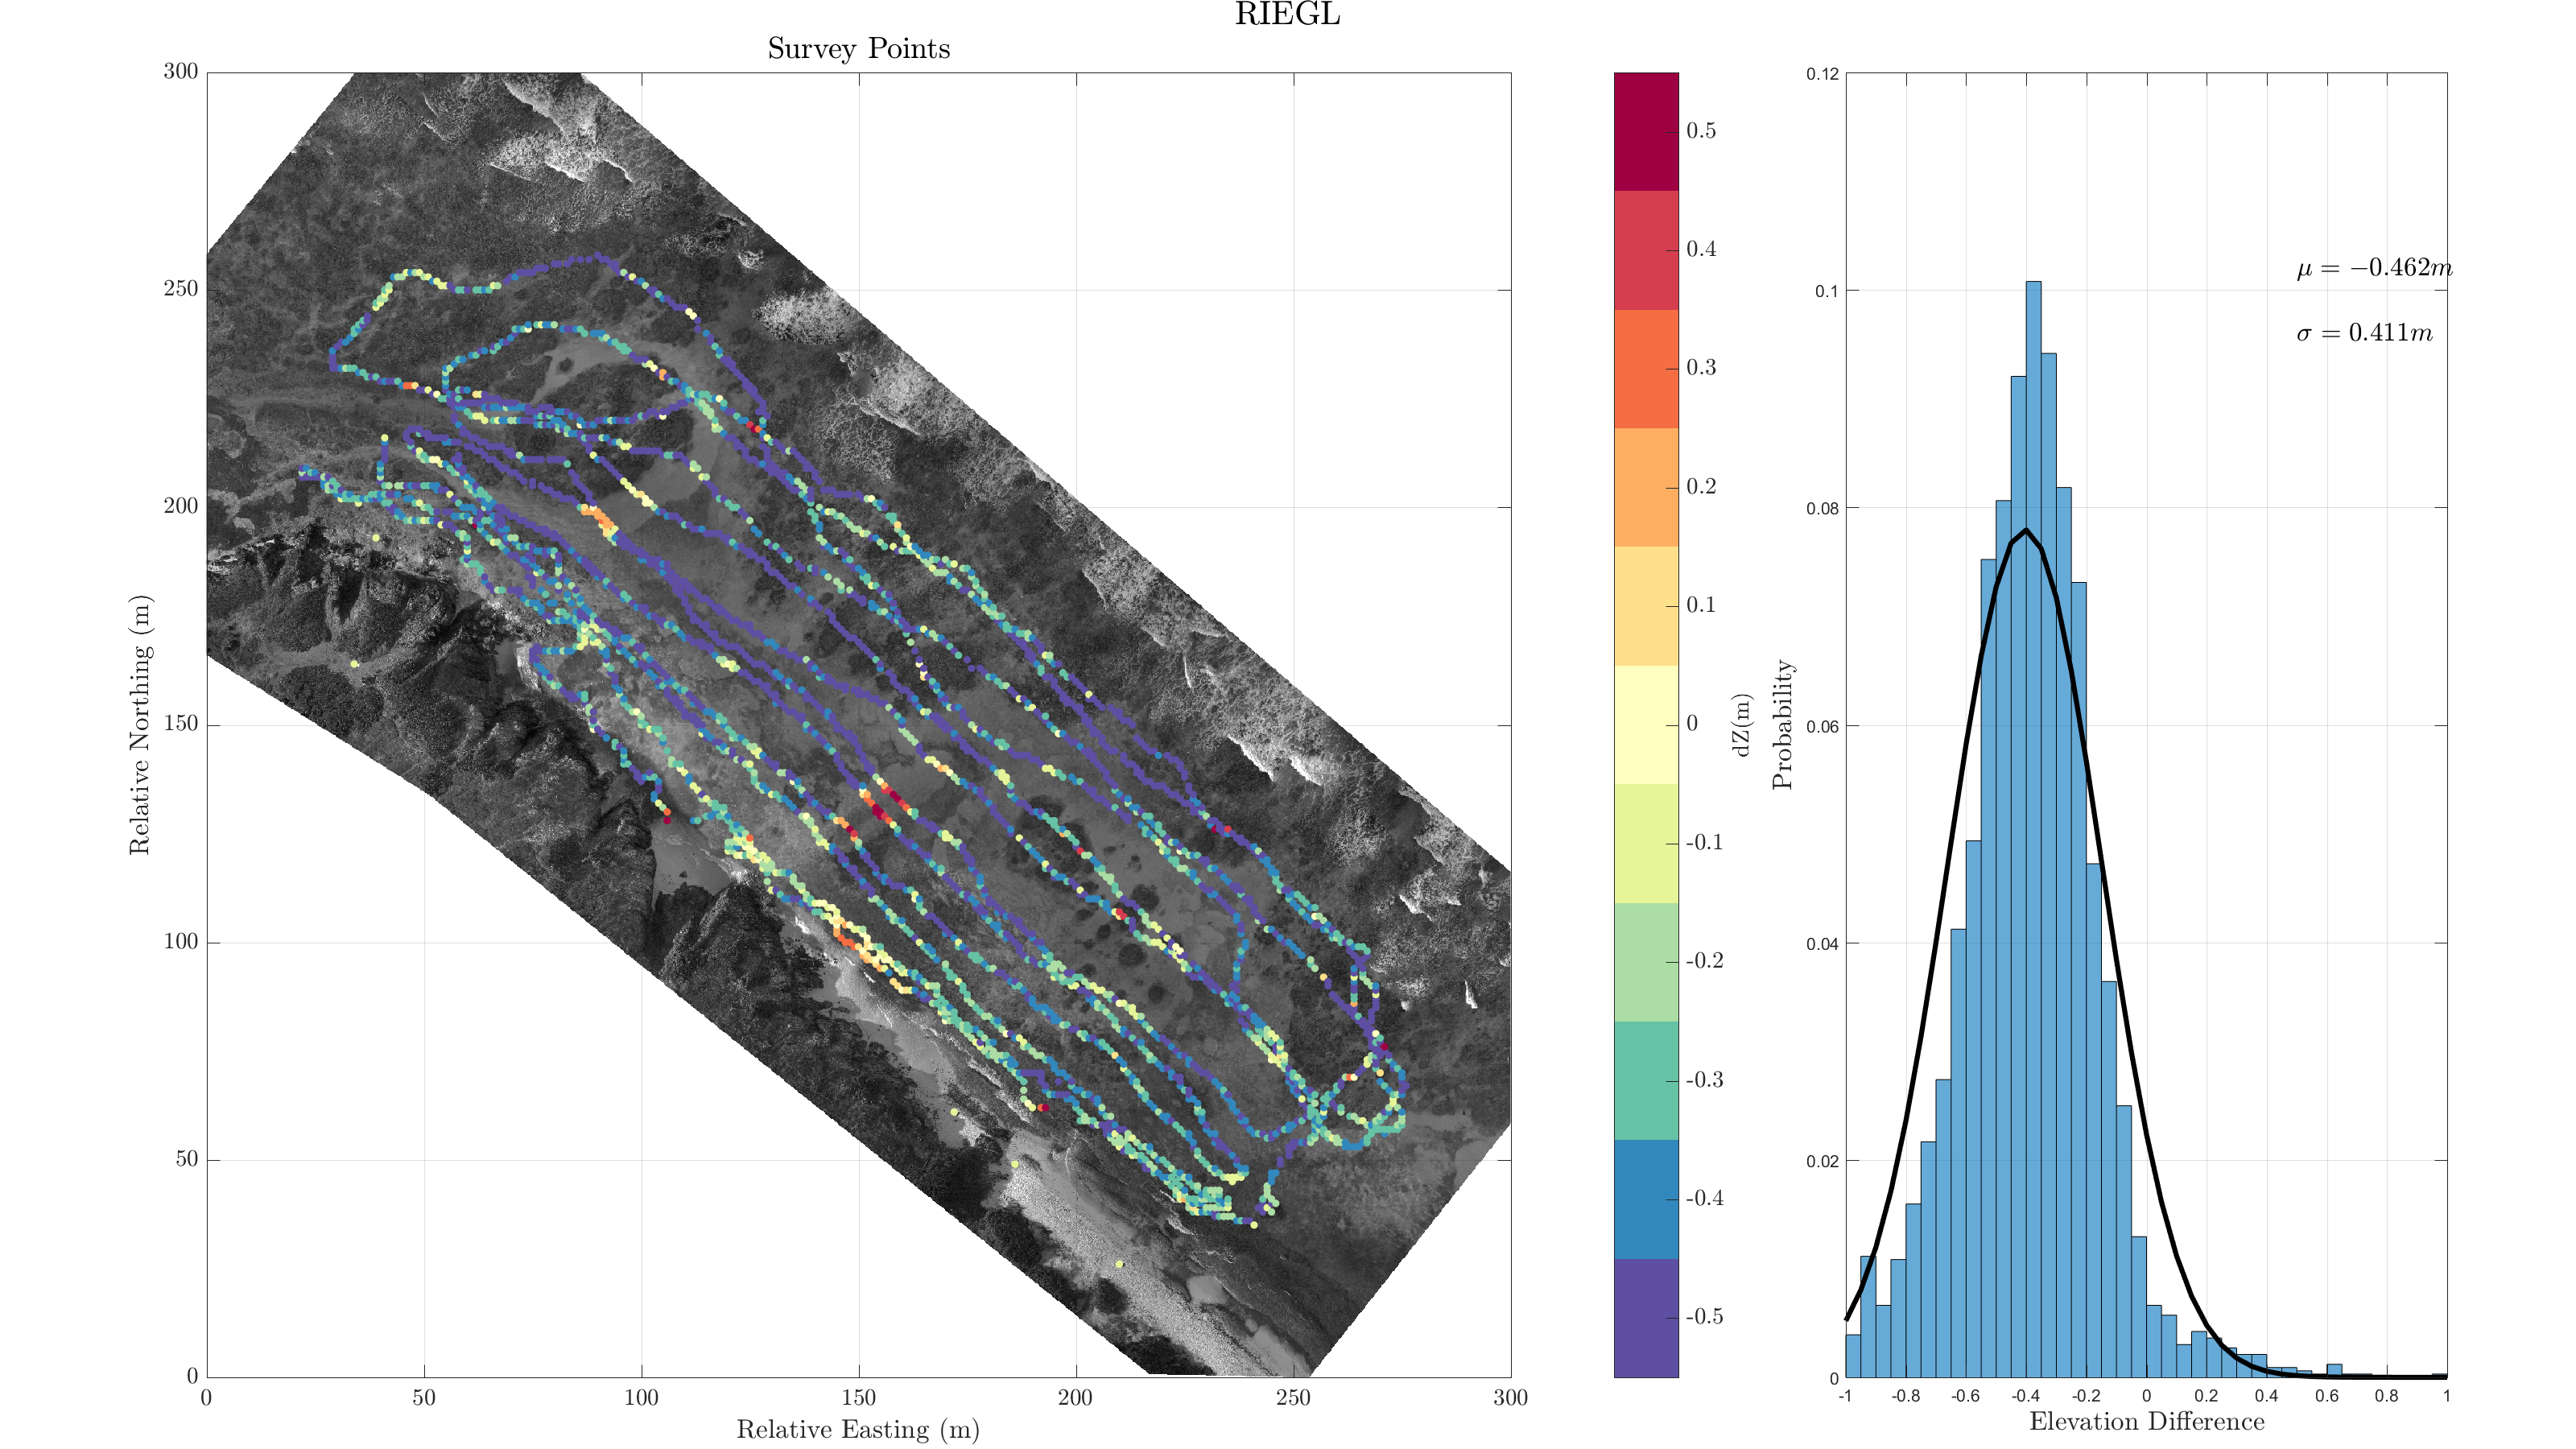 RIEGL
Survey Points
300
250
200
150
100
50
0
Relative Northing (m)
0 50 100 150 200 250 300
Relative Easting (m)
0.5
0.4
0.3
0.2
0.1
0
-0.1
-0.2
-0.3
-0.4
-0.5
dZ(m)
Probability
0.12
0.1
0.08
0.06
0.04
0.02
0
μ = −0.462m
σ = 0.411m
-1 -0.8 -0.6 -0.4 -0.2 0 0.2 0.4 0.6 0.8 1
Elevation Difference